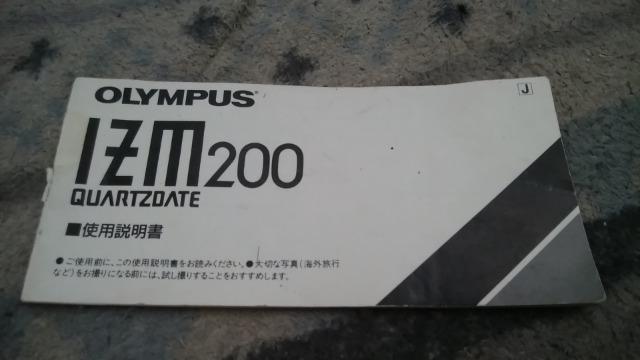 OLYMPUS
J
IZM200
QUARTZDATE
■使用説明書
●ご使用前に、この使用説明書をお読みください。●大切な写真(海外旅行
など)をお撮りになる前には、試し撮りすることをおすすめします。